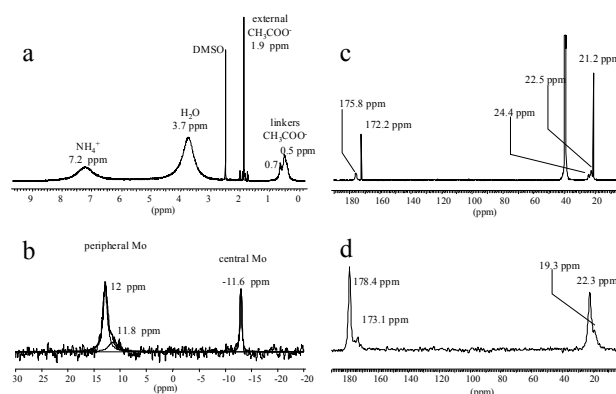 a
external
CH3COO-
1.9 ppm
DMSO
H2O
3.7 ppm
NH4+
7.2 ppm
linkers
CH3COO-
0.5 ppm
0.7
9 8 7 6 5 4 3 2 1 0
(ppm)
c
21.2 ppm
22.5 ppm
24.4 ppm
175.8 ppm
172.2 ppm
180 160 140 120 100 80 60 40 20
(ppm)
b
peripheral Mo
central Mo
12 ppm
-11.6 ppm
11.8 ppm
30 25 20 15 10 5 0 -5 -10 -15 -20
(ppm)
d
178.4 ppm
173.1 ppm
19.3 ppm
22.3 ppm
180 160 140 120 100 80 60 40 20
(ppm)